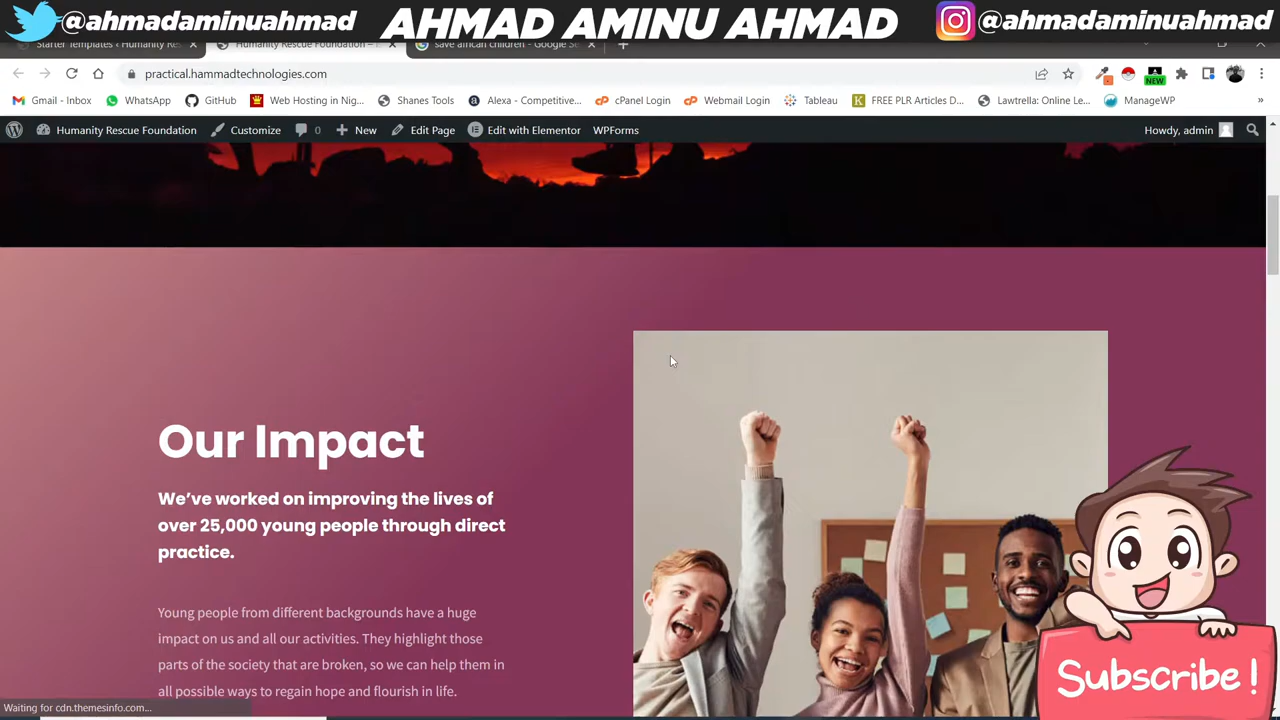 @ahmadaminuahmad
AHMAD AMINU AHMAD
@ahmadaminuahmad
Starter Templates ‹ Humanity Res
Humanity Rescue Foundation –
save african children - Google Se
practical.hammadtechnologies.com
Gmail - Inbox
WhatsApp
GitHub
Web Hosting in Nig...
Shanes Tools
Alexa - Competitive...
cPanel Login
Webmail Login
Tableau
FREE PLR Articles D...
Lawtrella: Online Le...
ManageWP
»
NEW
Humanity Rescue Foundation
Customize
0
New
Edit Page
Edit with Elementor
WPForms
Howdy, admin
Our Impact
We've worked on improving the lives of
over 25,000 young people through direct
practice.
Young people from different backgrounds have a huge
impact on us and all our activities. They highlight those
parts of the society that are broken, so we can help them in
all possible ways to regain hope and flourish in life.
Subscribe !
Waiting for cdn.themesinfo.com...